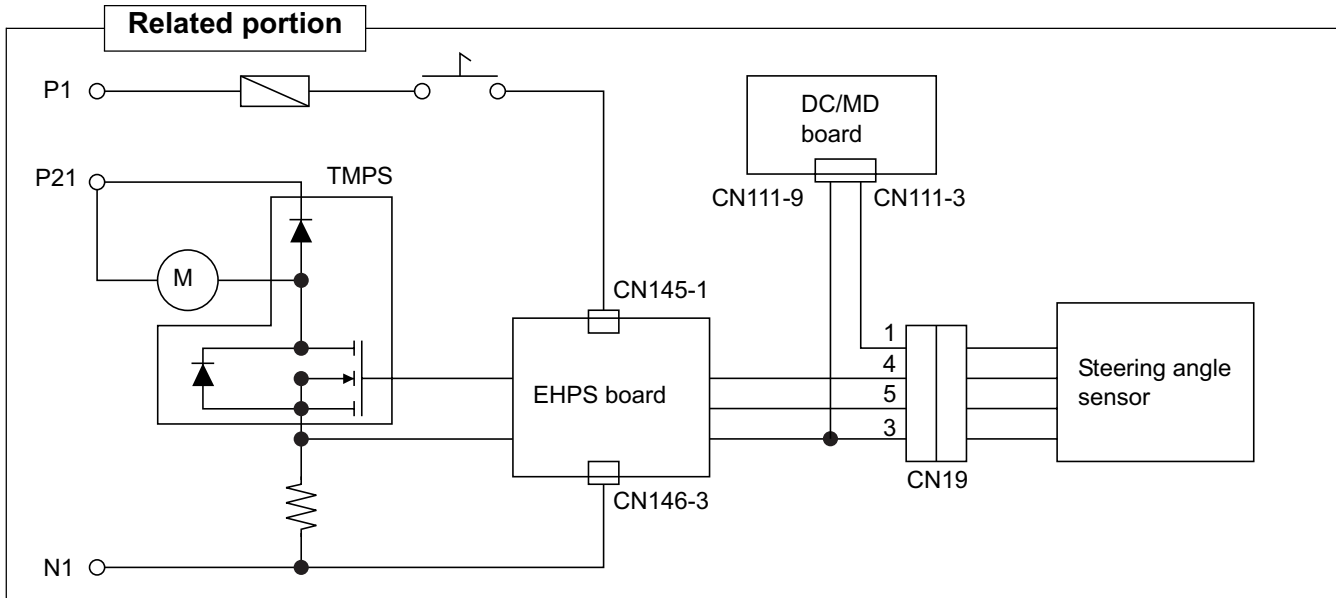 Related portion
P1
DC/MD
board
P21
TMPS
CN111-9
CN111-3
M
CN145-1
1
4
5
3
EHPS board
Steering angle
sensor
CN19
CN146-3
N1